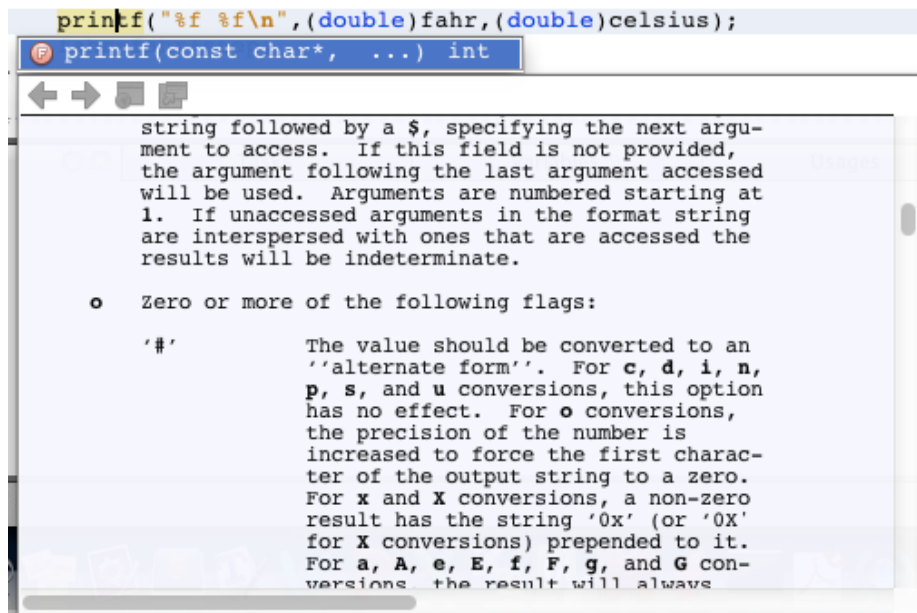 printf("%f %f\n",(double)fahr,(double)celsius);
F printf(const char*, ...) int
string followed by a $, specifying the next argu-
ment to access. If this field is not provided,
the argument following the last argument accessed
will be used. Arguments are numbered starting at
1. If unaccessed arguments in the format string
are interspersed with ones that are accessed the
results will be indeterminate.
o Zero or more of the following flags:
‘#’ The value should be converted to an
‘‘alternate form’’. For c, d, i, n,
p, s, and u conversions, this option
has no effect. For o conversions,
the precision of the number is
increased to force the first charac-
ter of the output string to a zero.
For x and X conversions, a non-zero
result has the string ‘0x’ (or ‘0X'
for X conversions) prepended to it.
For a, A, e, E, f, F, g, and G con-
versions, the result will always
Usages